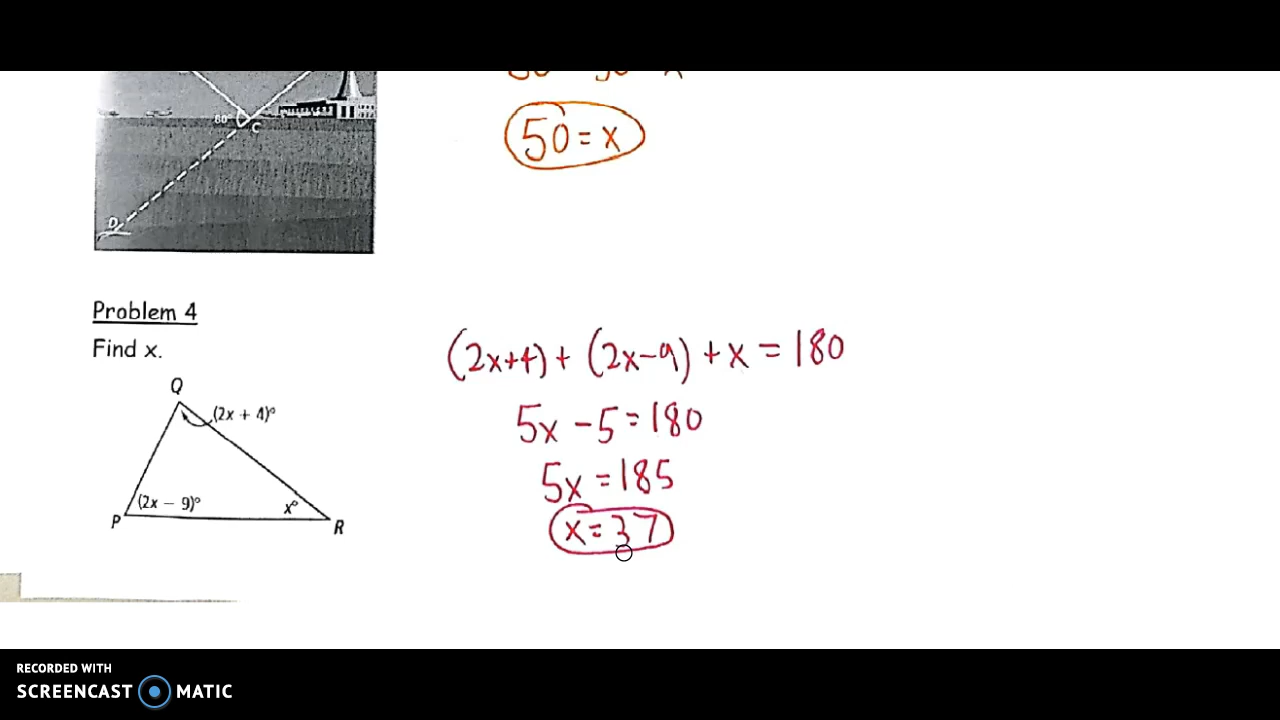 80°
C
50 = x
D
Problem 4
Find x.
(2x+4) + (2x-9) + x = 180
Q
(2x + 4)°
5x - 5 = 180
5x = 185
(2x - 9)°
x°
P
R
x = 37
RECORDED WITH
SCREENCAST MATIC